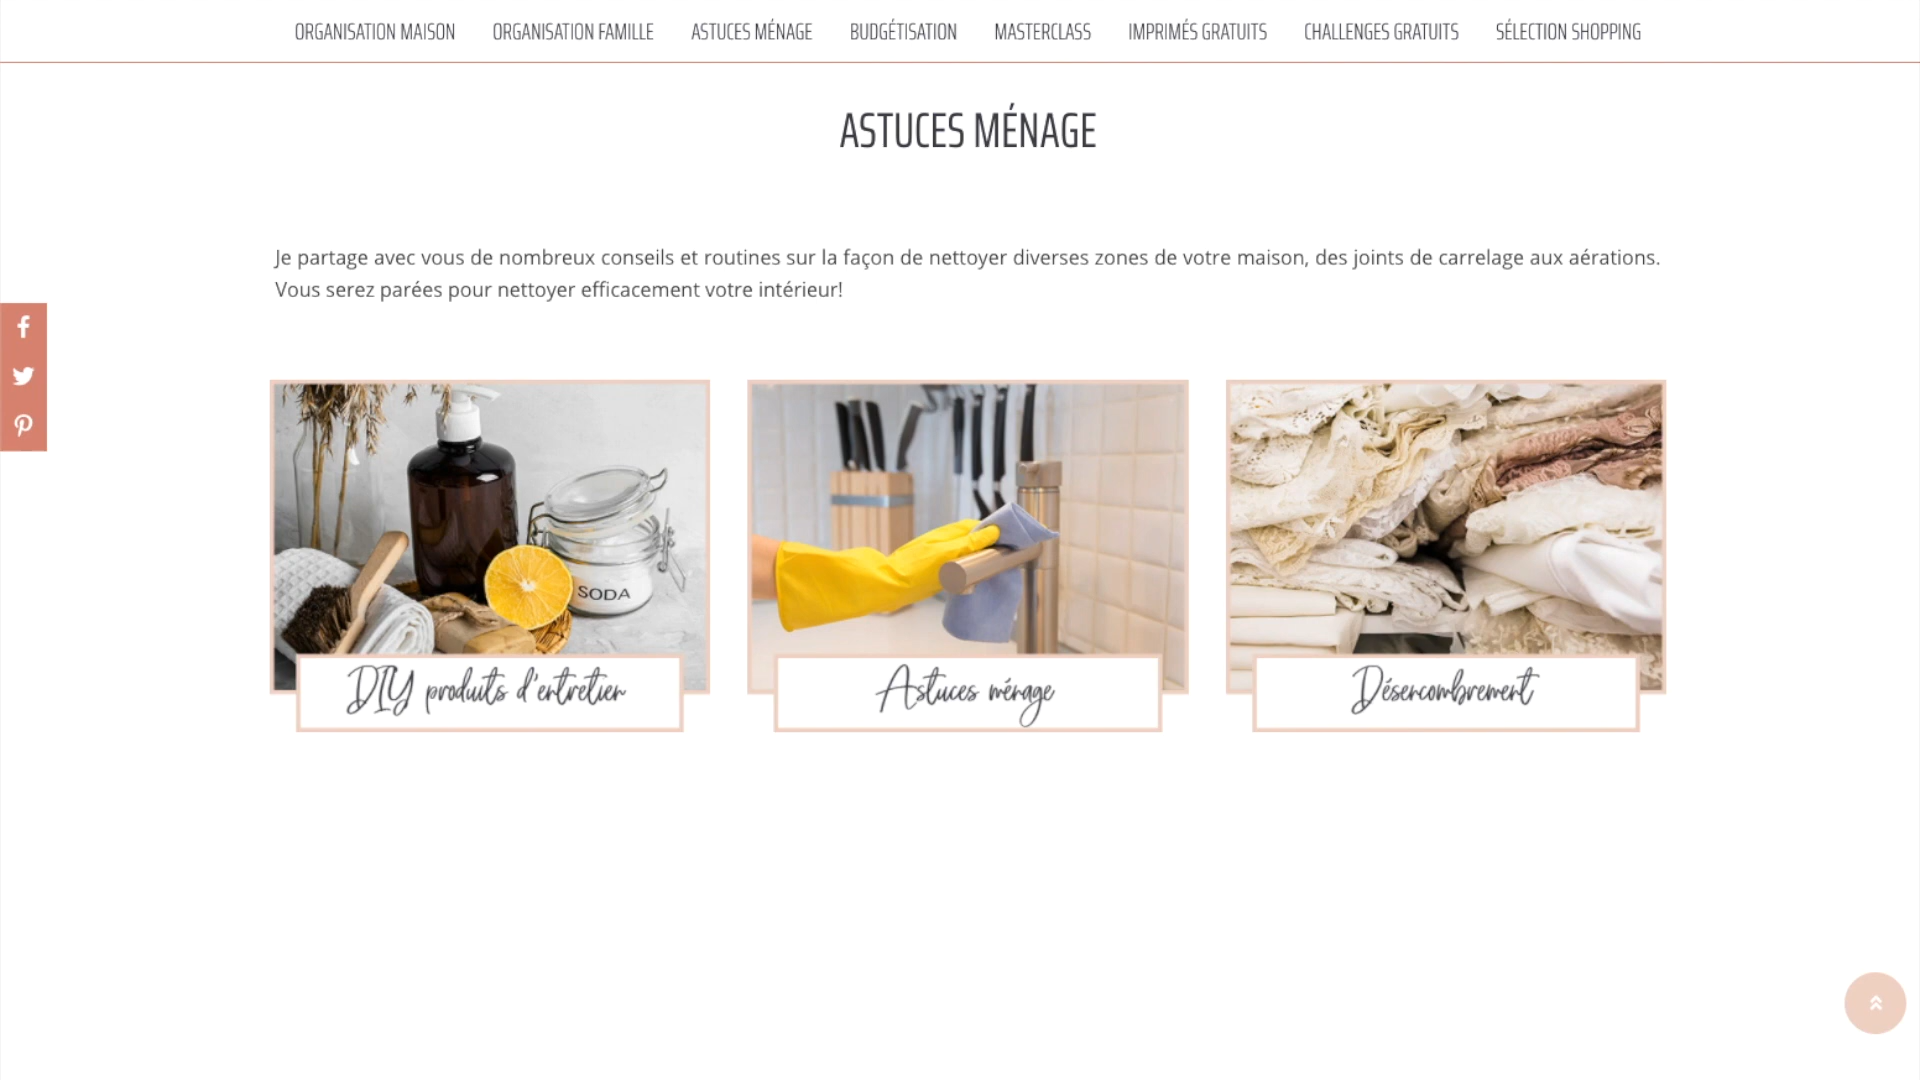 ORGANISATION MAISON ORGANISATION FAMILLE ASTUCES MÉNAGE BUDGÉTISATION MASTERCLASS IMPRIMÉS GRATUITS CHALLENGES GRATUITS SÉLECTION SHOPPING
ASTUCES MÉNAGE
Je partage avec vous de nombreux conseils et routines sur la façon de nettoyer diverses zones de votre maison, des joints de carrelage aux aérations.
Vous serez parées pour nettoyer efficacement votre intérieur!
SODA
DIY produits d'entretien
Astuces ménage
Désencombrement